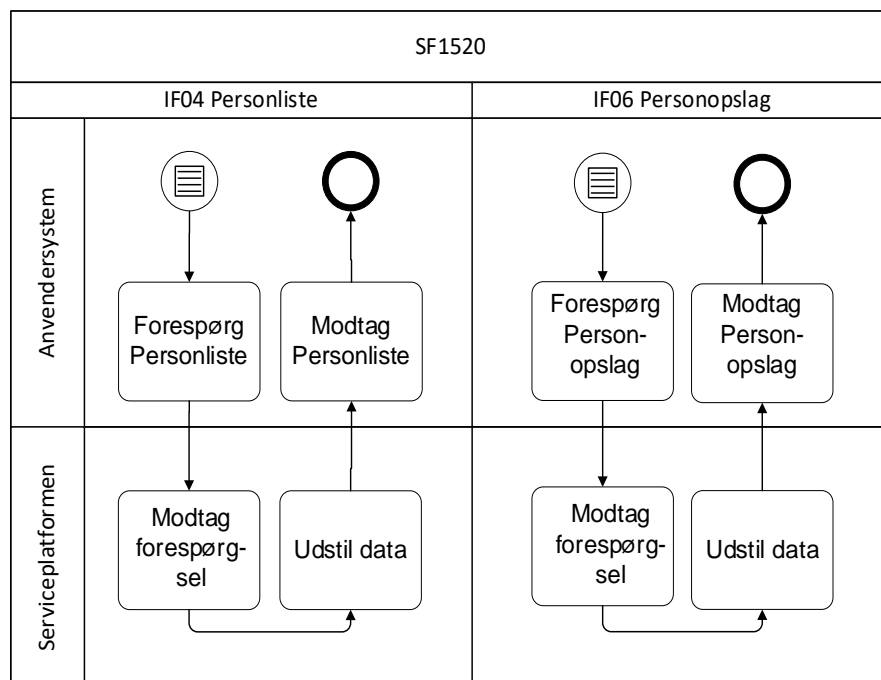 SF1520
IF04 Personliste
IF06 Personopslag
Anvendersystem
Forespørg
Personliste
Modtag
Personliste
Forespørg
Person-
opslag
Modtag
Person-
opslag
Serviceplatformen
Modtag
forespørg-
sel
Udstil data
Modtag
forespørg-
sel
Udstil data